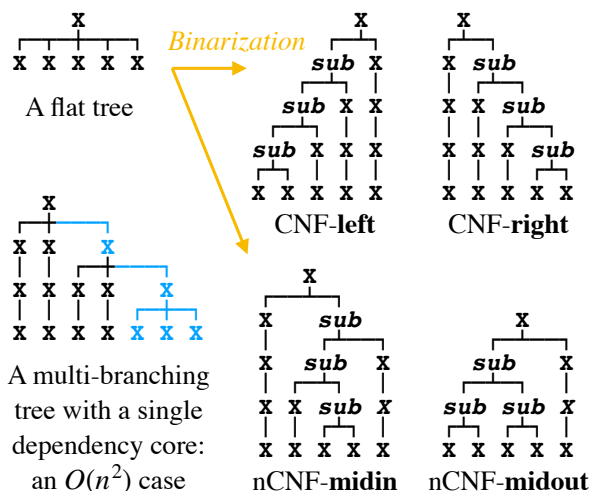 X
X X X X X
A flat tree
Binarization
X
sub X
sub X X
sub X X X
X X X X X
CNF-left
X
X sub
X X sub
X X X sub
X X X X X
CNF-right
X
X X X
X X X X X
X X X X X X X
A multi-branching
tree with a single
dependency core:
an O(n²) case
X
X sub
sub X
X X sub X
X X X X X
nCNF-midin
X
sub X
sub sub X
X X X X X
nCNF-midout